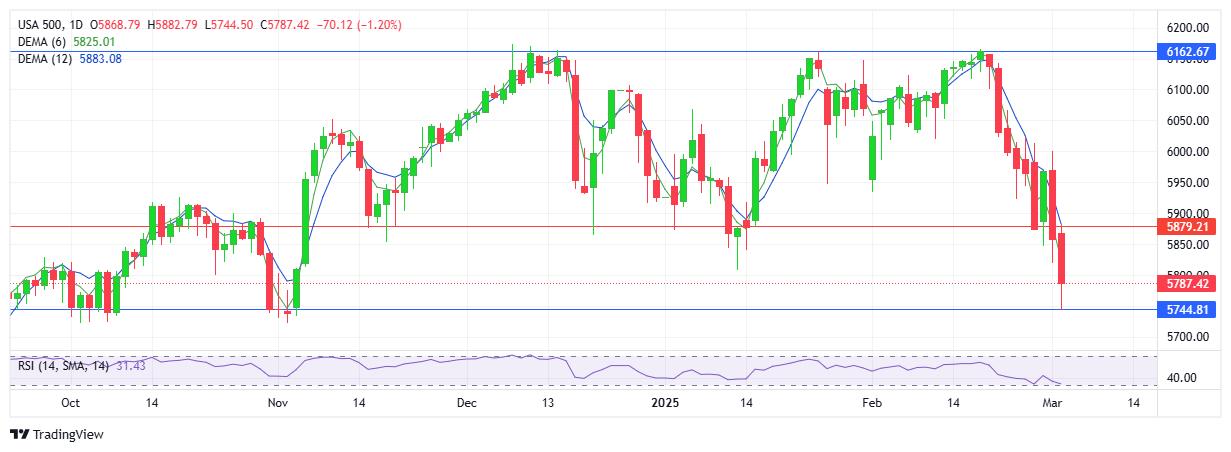 USA 500, 1D O5868.79 H5882.79 L5744.50 C5787.42 −70.12 (−1.20%)
DEMA (6) 5825.01
DEMA (12) 5883.08
6200.00
6162.67
6150.00
6100.00
6050.00
6000.00
5950.00
5900.00
5879.21
5850.00
5800.00
5787.42
5744.81
5700.00
RSI (14, SMA, 14) 31.43
40.00
Oct 14 Nov 14 Dec 13 2025 14 Feb 14 Mar 14
TradingView